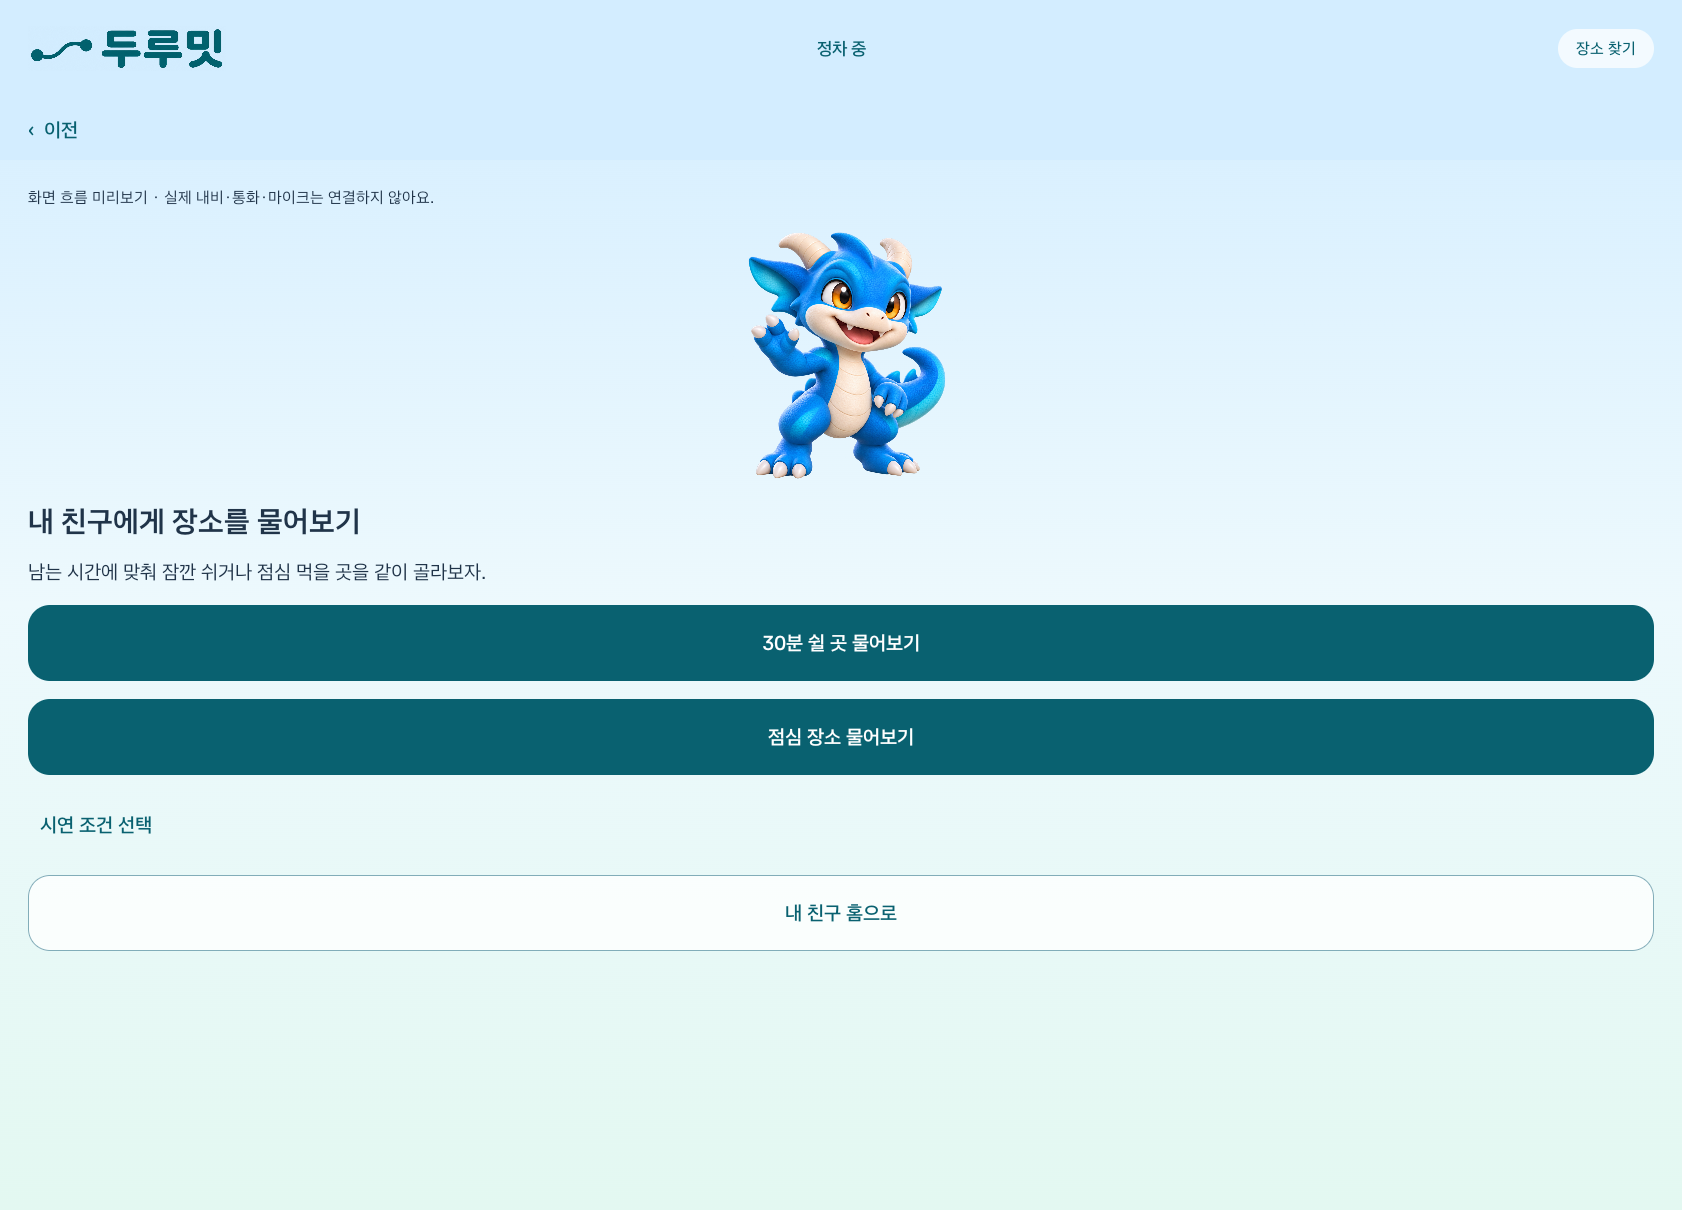 두루밋
정차 중
장소 찾기
‹ 이전
화면 흐름 미리보기 · 실제 내비·통화·마이크는 연결하지 않아요.
내 친구에게 장소를 물어보기
남는 시간에 맞춰 잠깐 쉬거나 점심 먹을 곳을 같이 골라보자.
30분 쉴 곳 물어보기
점심 장소 물어보기
시연 조건 선택
내 친구 홈으로